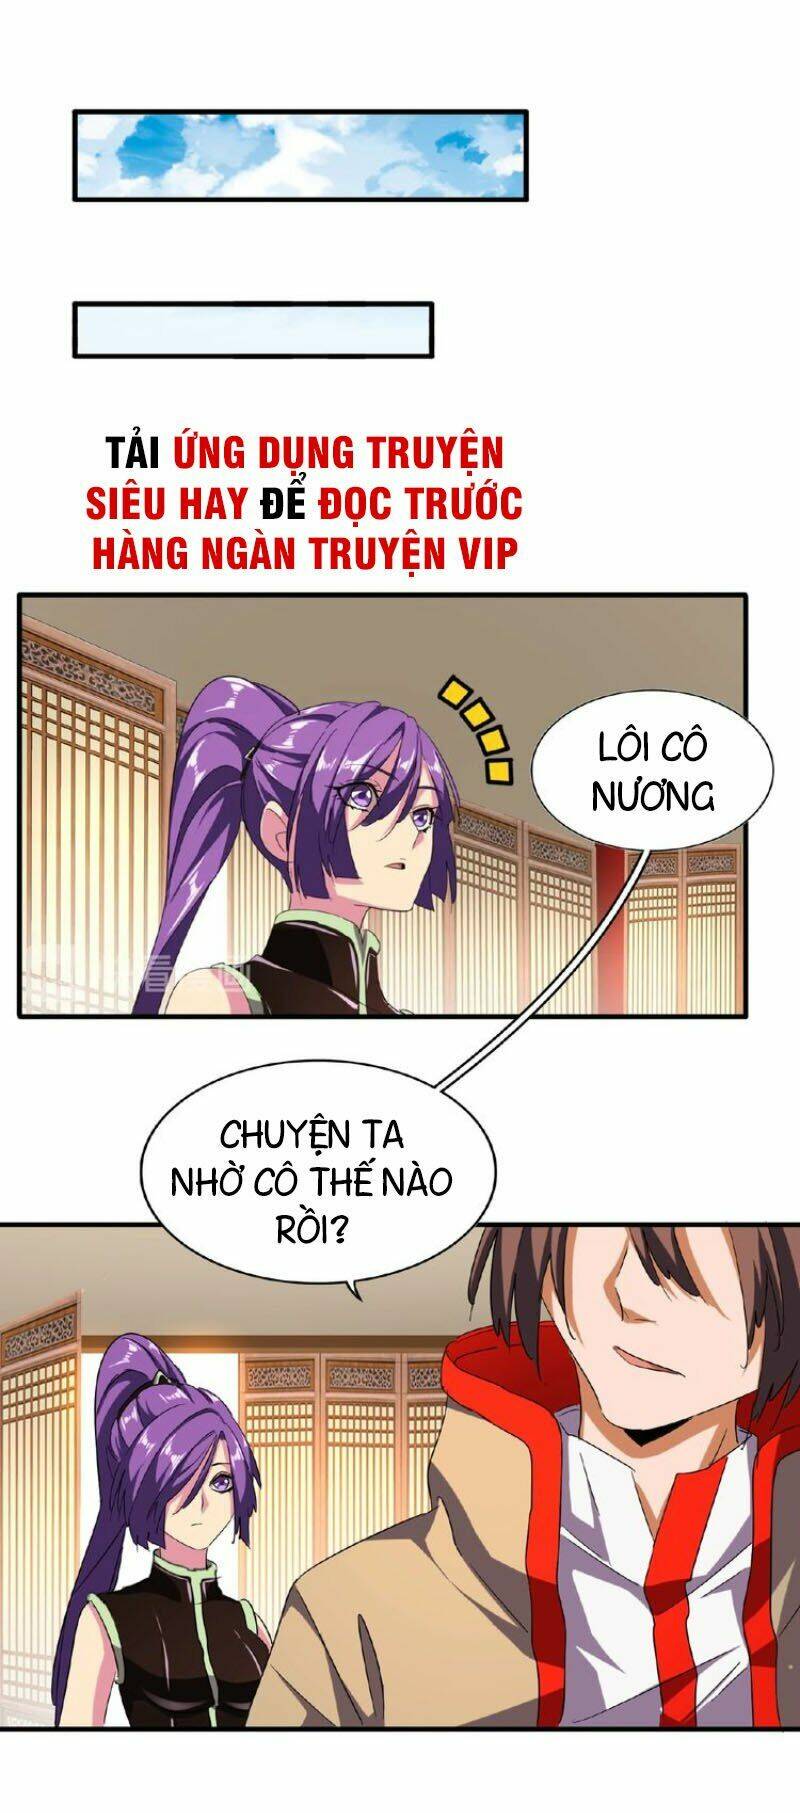 TẢI ỨNG DỤNG TRUYỆN
SIÊU HAY ĐỂ ĐỌC TRƯỚC
HÀNG NGÀN TRUYỆN VIP
LÔI CÔ
NƯƠNG
CHUYỆN TA
NHỜ CÔ THẾ NÀO
RỒI?